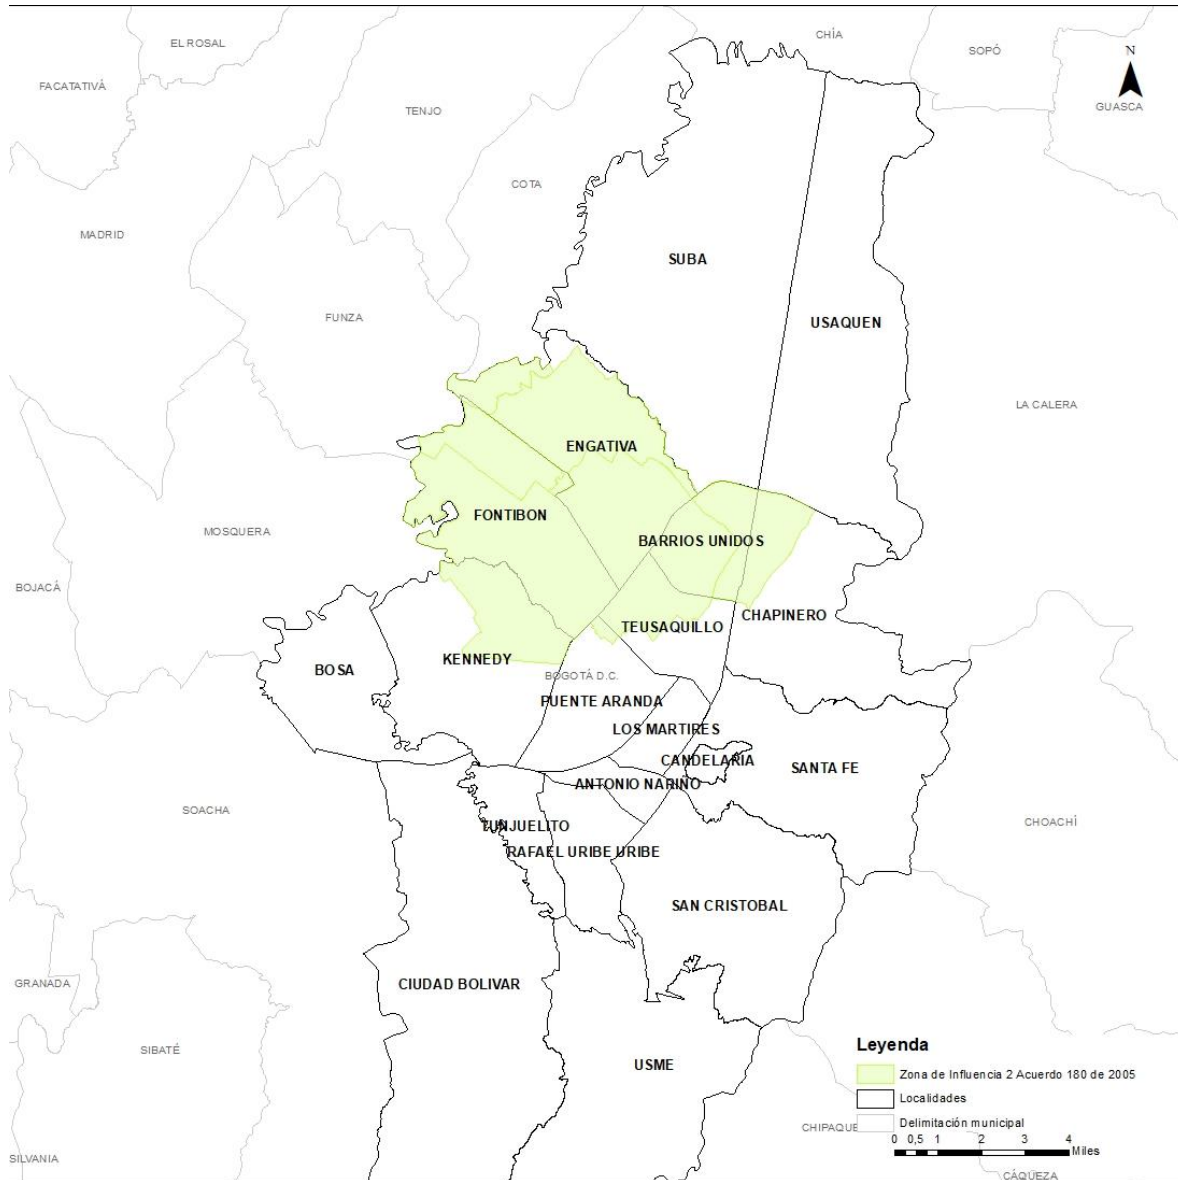 CHÍA
EL ROSAL
SOPÓ
N
FACATATIVÁ
GUASCA
TENJO
COTA
MADRID
SUBA
FUNZA
USAQUEN
LA CALERA
ENGATIVA
FONTIBON
MOSQUERA
BARRIOS UNIDOS
BOJACÁ
CHAPINERO
TEUSAQUILLO
KENNEDY
BOSA
BOGOTÁ D.C.
PUENTE ARANDA
LOS MARTIRES
CANDELARIA
SANTA FE
ANTONIO NARIÑO
SOACHA
CHOACHÍ
TUNJUELITO
RAFAEL URIBE URIBE
SAN CRISTOBAL
GRANADA
CIUDAD BOLIVAR
SIBATÉ
USME
Leyenda
Zona de Influencia 2 Acuerdo 180 de 2005
Localidades
Delimitación municipal
CHIPAQUE
0 0,5 1 2 3 4
Miles
SILVANIA
CÁQUEZA